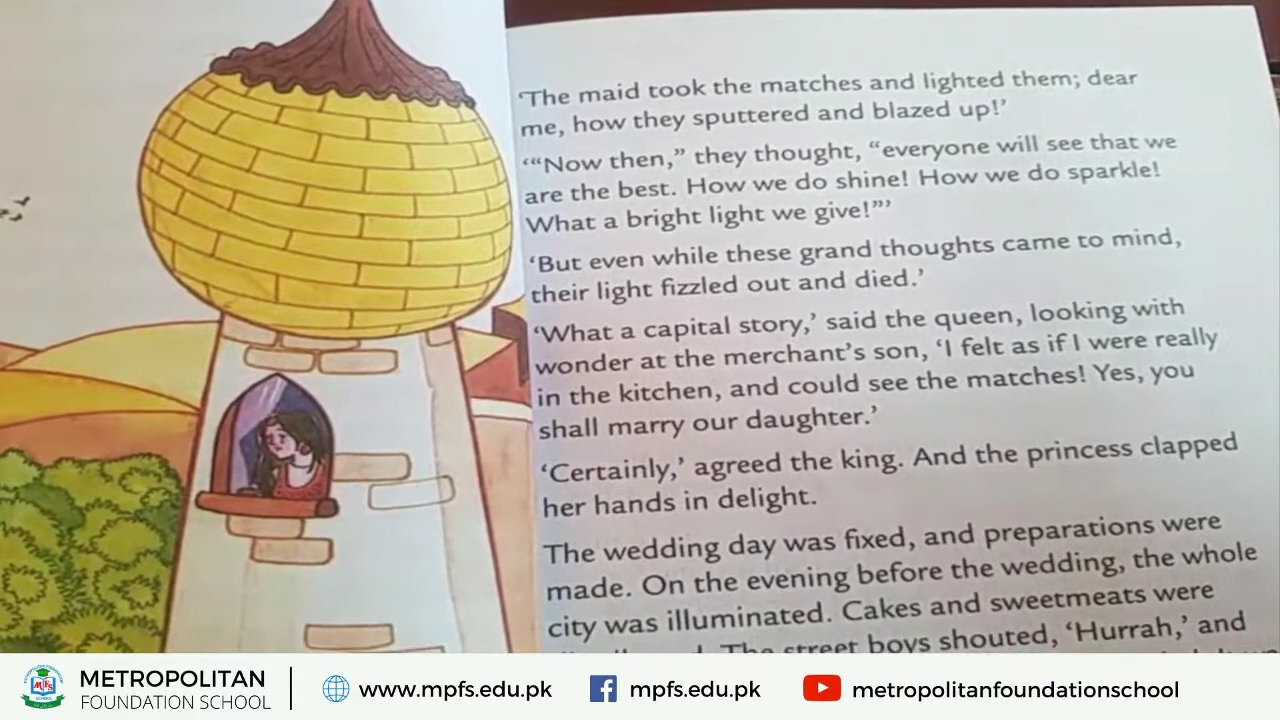 ‘The maid took the matches and lighted them; dear
me, how they sputtered and blazed up!’
‘“Now then,” they thought, “everyone will see that we
are the best. How we do shine! How we do sparkle!
What a bright light we give!”’
‘But even while these grand thoughts came to mind,
their light fizzled out and died.’
‘What a capital story,’ said the queen, looking with
wonder at the merchant’s son, ‘I felt as if I were really
in the kitchen, and could see the matches! Yes, you
shall marry our daughter.’
‘Certainly,’ agreed the king. And the princess clapped
her hands in delight.
The wedding day was fixed, and preparations were
made. On the evening before the wedding, the whole
city was illuminated. Cakes and sweetmeats were
The street boys shouted, ‘Hurrah,’ and
METROPOLITAN
FOUNDATION SCHOOL
www.mpfs.edu.pk
mpfs.edu.pk
metropolitanfoundationschool